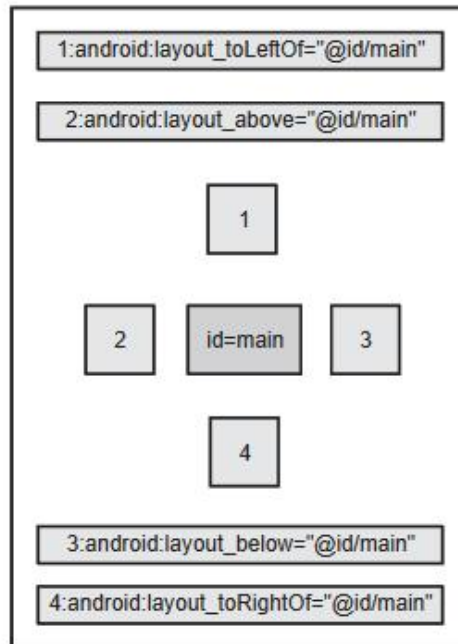 1:android:layout_toLeftOf="@id/main"
2:android:layout_above="@id/main"
1
2 id=main 3
4
3:android:layout_below="@id/main"
4:android:layout_toRightOf="@id/main"